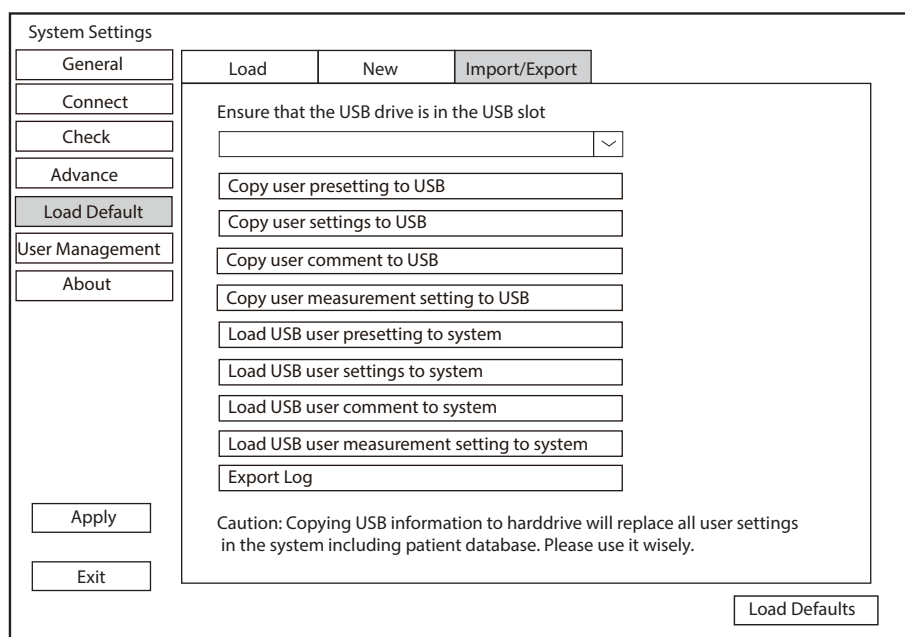 System Settings
General
Connect
Check
Advance
Load Default
User Management
About
Apply
Exit
Load
New
Import/Export
Ensure that the USB drive is in the USB slot
Copy user presetting to USB
Copy user settings to USB
Copy user comment to USB
Copy user measurement setting to USB
Load USB user presetting to system
Load USB user settings to system
Load USB user comment to system
Load USB user measurement setting to system
Export Log
Caution: Copying USB information to harddrive will replace all user settings
in the system including patient database. Please use it wisely.
Load Defaults